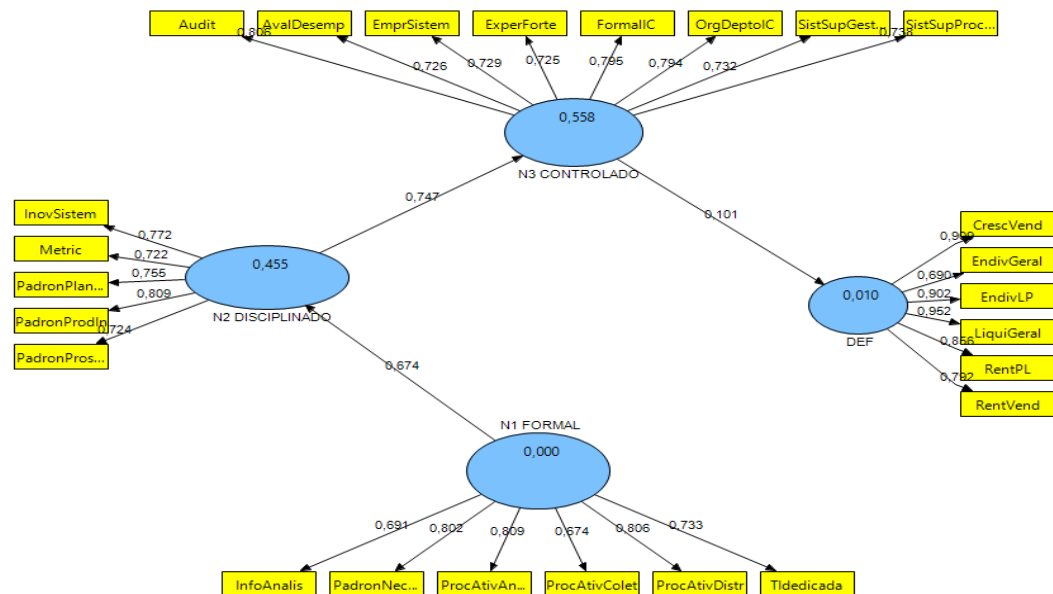 Audit
AvalDesemp
EmprSistem
ExperForte
FormalIC
OrgDeptoIC
SistSupGest...
SistSupProc...
0,806
0,726
0,729
0,725
0,795
0,794
0,732
0,738
0,558
N3 CONTROLADO
0,747
0,101
InovSistem
Metric
PadronPlan...
PadronProdIn
PadronPros...
0,772
0,722
0,755
0,809
0,724
0,455
N2 DISCIPLINADO
0,674
0,010
DEF
0,909
0,690
0,902
0,952
0,866
0,792
CrescVend
EndivGeral
EndivLP
LiquiGeral
RentPL
RentVend
N1 FORMAL
0,000
0,691
0,802
0,809
0,674
0,806
0,733
InfoAnalis
PadronNec...
ProcAtivAn...
ProcAtivColet
ProcAtivDistr
TIdedicada